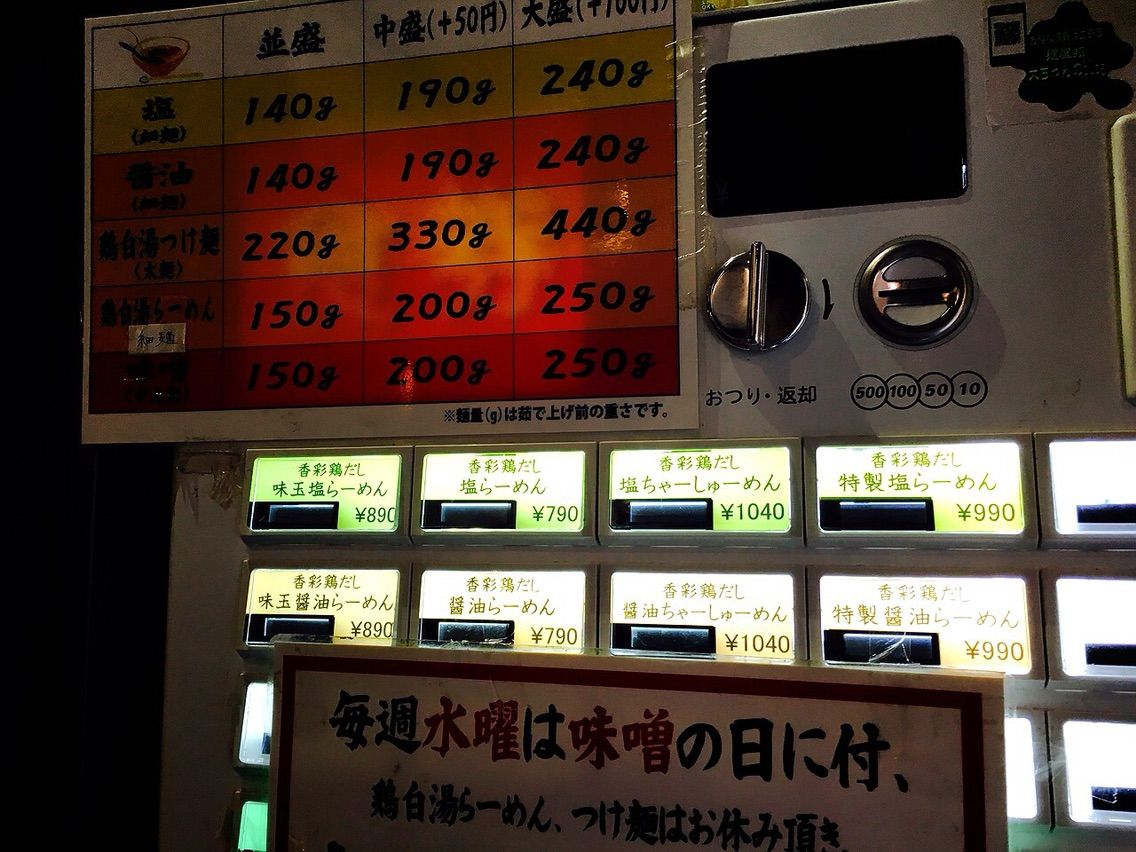 並盛 中盛(+50円) 大盛(+100円)
塩 140g 190g 240g
(細麺)
醤油 140g 190g 240g
(細麺)
鶏白湯つけ麺 220g 330g 440g
(太麺)
鶏白湯らーめん 150g 200g 250g
細麺
150g 200g 250g
※麺量(g)は茹で上げ前の重さです。
おつり・返却
500 100 50 10
香彩鶏だし
味玉塩らーめん
¥890
香彩鶏だし
塩らーめん
¥790
香彩鶏だし
塩ちゃーしゅーめん
¥1040
香彩鶏だし
特製塩らーめん
¥990
香彩鶏だし
味玉醤油らーめん
¥890
香彩鶏だし
醤油らーめん
¥790
香彩鶏だし
醤油ちゃーしゅーめん
¥1040
香彩鶏だし
特製醤油らーめん
¥990
毎週水曜は味噌の日に付、
鶏白湯らーめん、つけ麺はお休み頂き